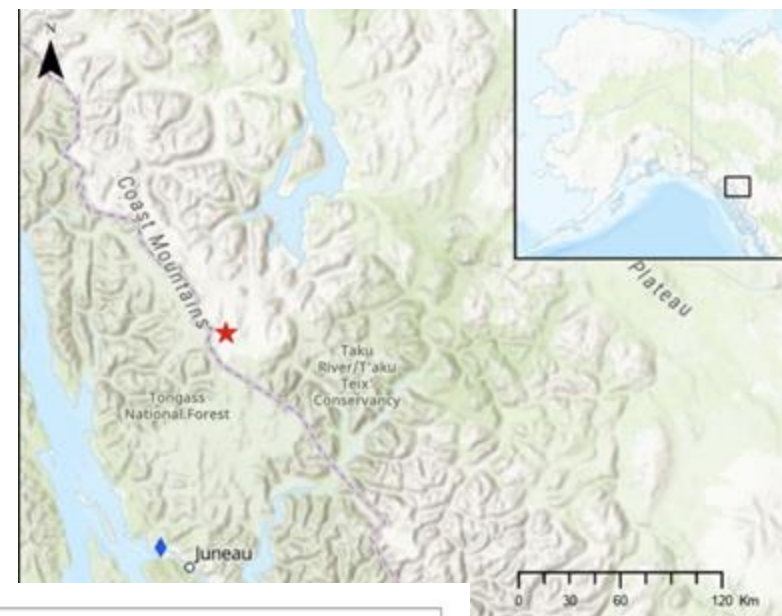 N
Coast Mountains
Plateau
Taku
River/T'aku
Teix'
Conservancy
Tongass
National Forest
Juneau
0 30 60 120 Km